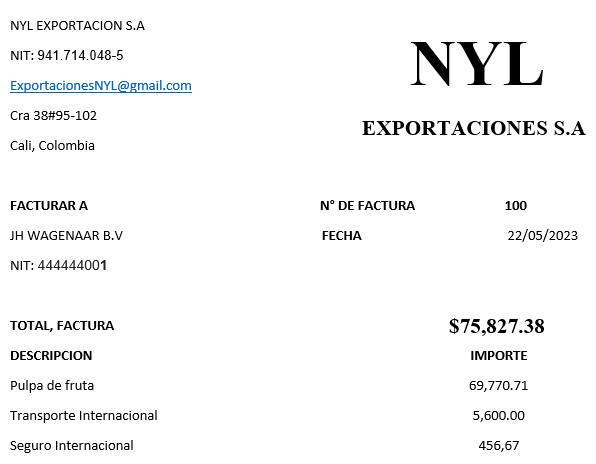 NYL EXPORTACION S.A
NIT: 941.714.048-5
ExportacionesNYL@gmail.com
Cra 38#95-102
Cali, Colombia
NYL
EXPORTACIONES S.A
FACTURAR A N° DE FACTURA 100
JH WAGENAAR B.V FECHA 22/05/2023
NIT: 444444001
TOTAL, FACTURA $75,827.38
DESCRIPCION IMPORTE
Pulpa de fruta 69,770.71
Transporte Internacional 5,600.00
Seguro Internacional 456,67